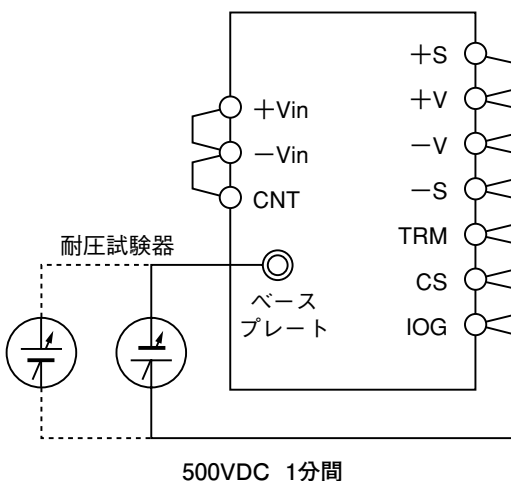 +S
+Vin
+V
−Vin
−V
CNT
−S
耐圧試験器
TRM
ベース
プレート
CS
IOG
500VDC 1分間